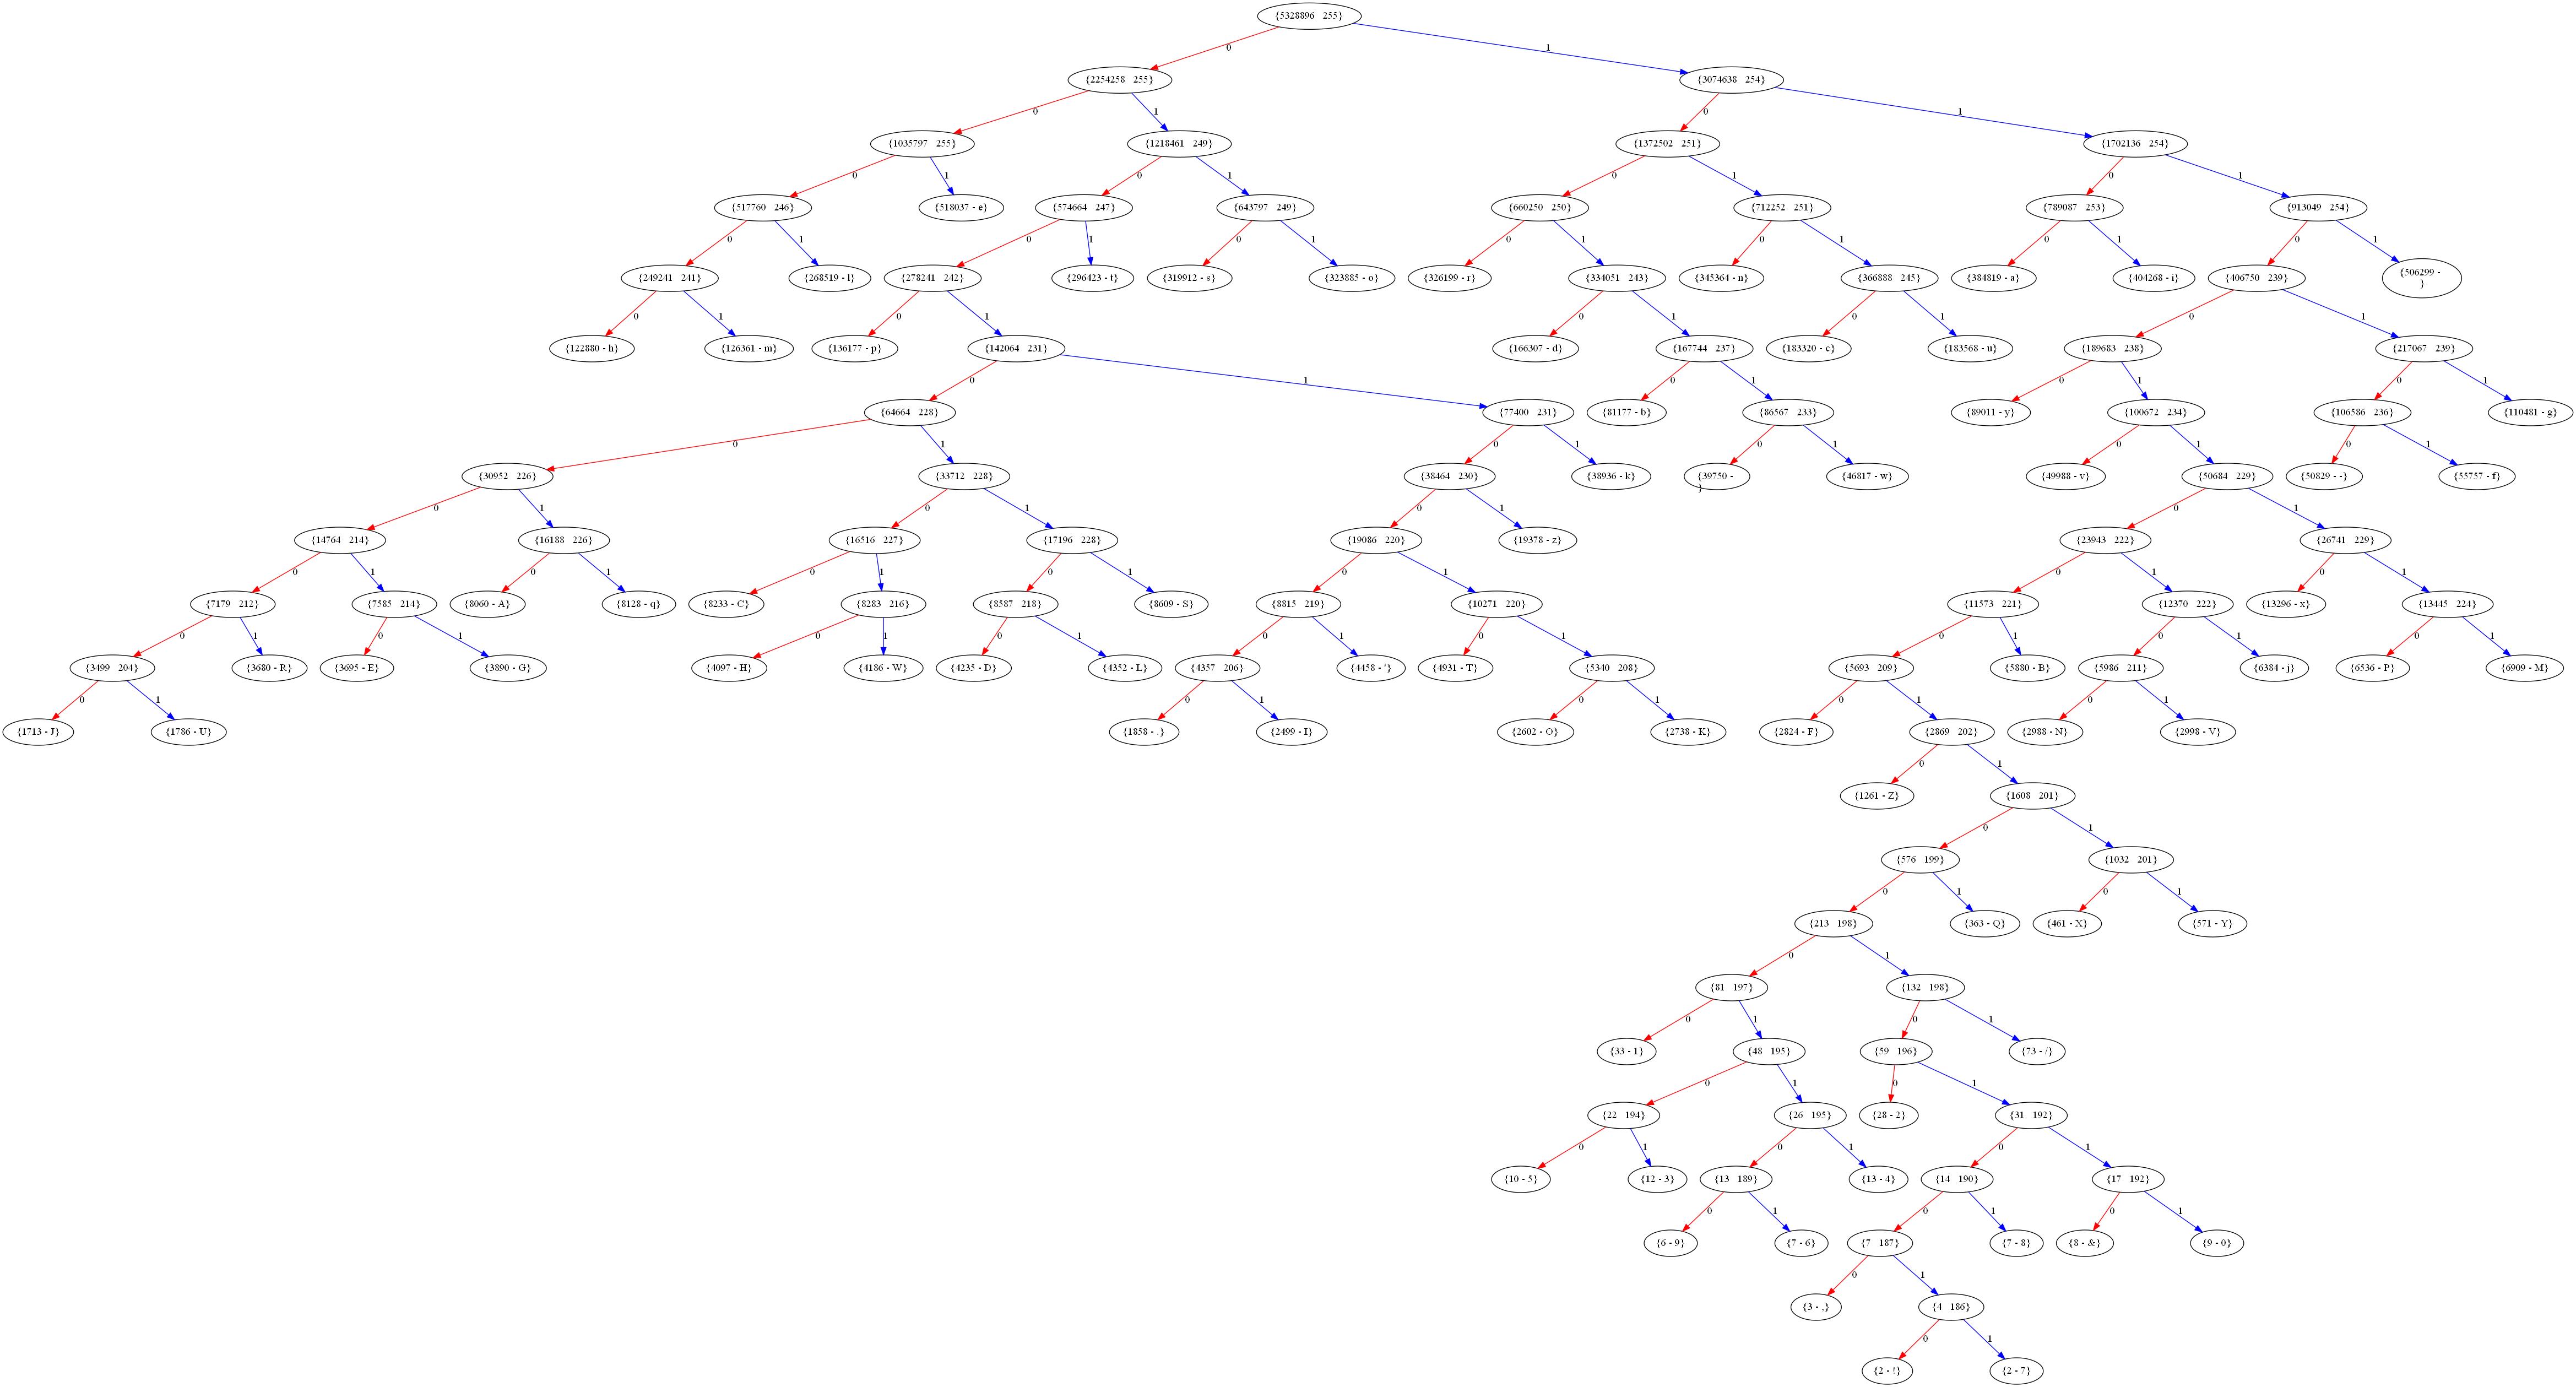 {5328896 255}
0 1
{2254258 255} {3074638 254}
0 1 0 1
{1035797 255} {1218461 249} {1372502 251} {1702136 254}
0 1 0 1 0 1 0 1
{517760 246} {518037 - e} {574664 247} {643797 249} {660250 250} {712252 251} {789087 253} {913049 254}
0 1 0 1 0 1 0 1 0 1 0 1 0 1
{249241 241} {268519 - l} {278241 242} {296423 - t} {319912 - s} {323885 - o} {326199 - r} {334051 243} {345364 - n} {366888 245} {384819 - a} {404268 - i} {406750 239} {506299 -
}
0 1 0 1 0 1 0 1 0 1
{122880 - h} {126361 - m} {136177 - p} {142064 231} {166307 - d} {167744 237} {183320 - c} {183568 - u} {189683 238} {217067 239}
0 1 0 1 0 1 0 1
{64664 228} {77400 231} {81177 - b} {86567 233} {89011 - y} {100672 234} {106586 236} {110481 - g}
0 1 0 1 0 1 0 1 0 1
{30952 226} {33712 228} {38464 230} {38936 - k} {39750 -
} {46817 - w} {49988 - v} {50684 229} {50829 - -} {55757 - f}
0 1 0 1 0 1 0 1
{14764 214} {16188 226} {16516 227} {17196 228} {19086 220} {19378 - z} {23943 222} {26741 229}
0 1 0 1 0 1 0 1 0 1 0 1 0 1
{7179 212} {7585 214} {8060 - A} {8128 - q} {8233 - C} {8283 216} {8587 218} {8609 - S} {8815 219} {10271 220} {11573 221} {12370 222} {13296 - x} {13445 224}
0 1 0 1 0 1 0 1 0 1 0 1 0 1 0 1 0 1
{3499 204} {3680 - R} {3695 - E} {3890 - G} {4097 - H} {4186 - W} {4235 - D} {4352 - L} {4357 206} {4458 - '} {4931 - T} {5340 208} {5693 209} {5880 - B} {5986 211} {6384 - j} {6536 - P} {6909 - M}
0 1 0 1 0 1 0 1 0 1
{1713 - J} {1786 - U} {1858 - .} {2499 - I} {2602 - O} {2738 - K} {2824 - F} {2869 202} {2988 - N} {2998 - V}
0 1
{1261 - Z} {1608 201}
0 1
{576 199} {1032 201}
0 1 0 1
{213 198} {363 - Q} {461 - X} {571 - Y}
0 1
{81 197} {132 198}
0 1 0 1
{33 - 1} {48 195} {59 196} {73 - /}
0 1 0 1
{22 194} {26 195} {28 - 2} {31 192}
0 1 0 1 0 1
{10 - 5} {12 - 3} {13 189} {13 - 4} {14 190} {17 192}
0 1 0 1 0 1
{6 - 9} {7 - 6} {7 187} {7 - 8} {8 - &} {9 - 0}
0 1
{3 - ,} {4 186}
0 1
{2 - !} {2 - 7}